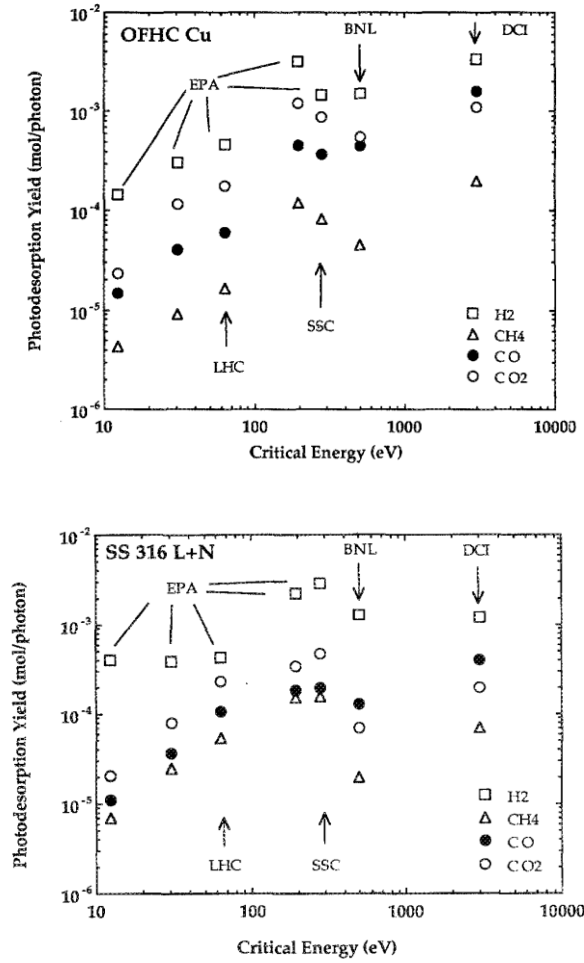 OFHC Cu
BNL
DCI
EPA
LHC
SSC
H2
CH4
CO
CO2
10-2
10-3
10-4
10-5
10-6
10
100
1000
10000
Photodesorption Yield (mol/photon)
Critical Energy (eV)
SS 316 L+N
BNL
DCI
EPA
LHC
SSC
H2
CH4
CO
CO2
10-2
10-3
10-4
10-5
10-6
10
100
1000
10000
Photodesorption Yield (mol/photon)
Critical Energy (eV)